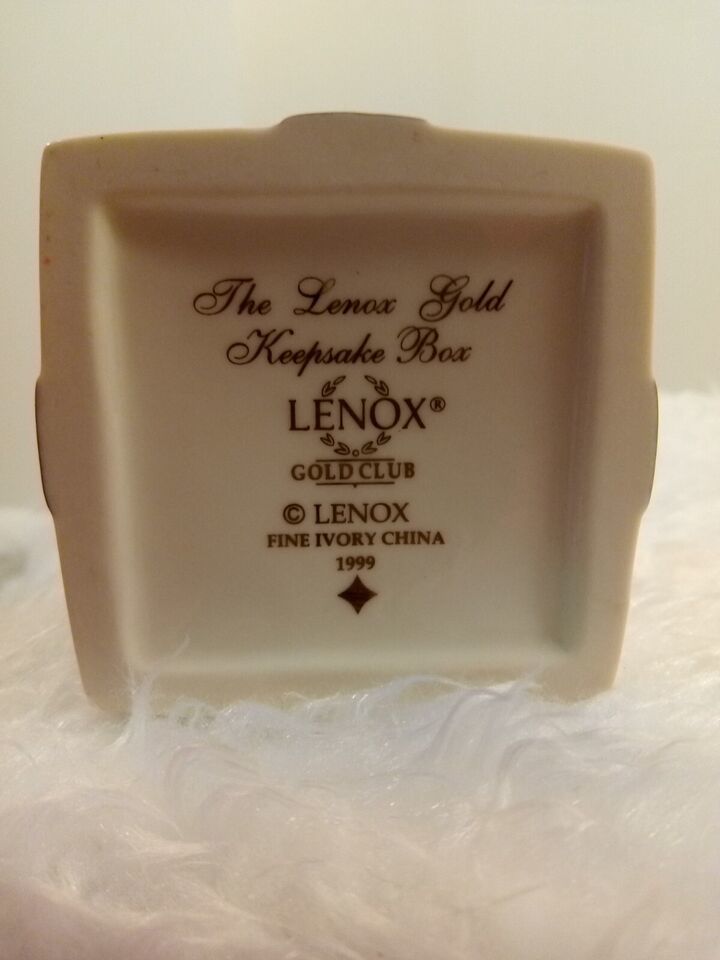 The Lenox Gold
Keepsake Box
LENOX®
GOLD CLUB
© LENOX
FINE IVORY CHINA
1999